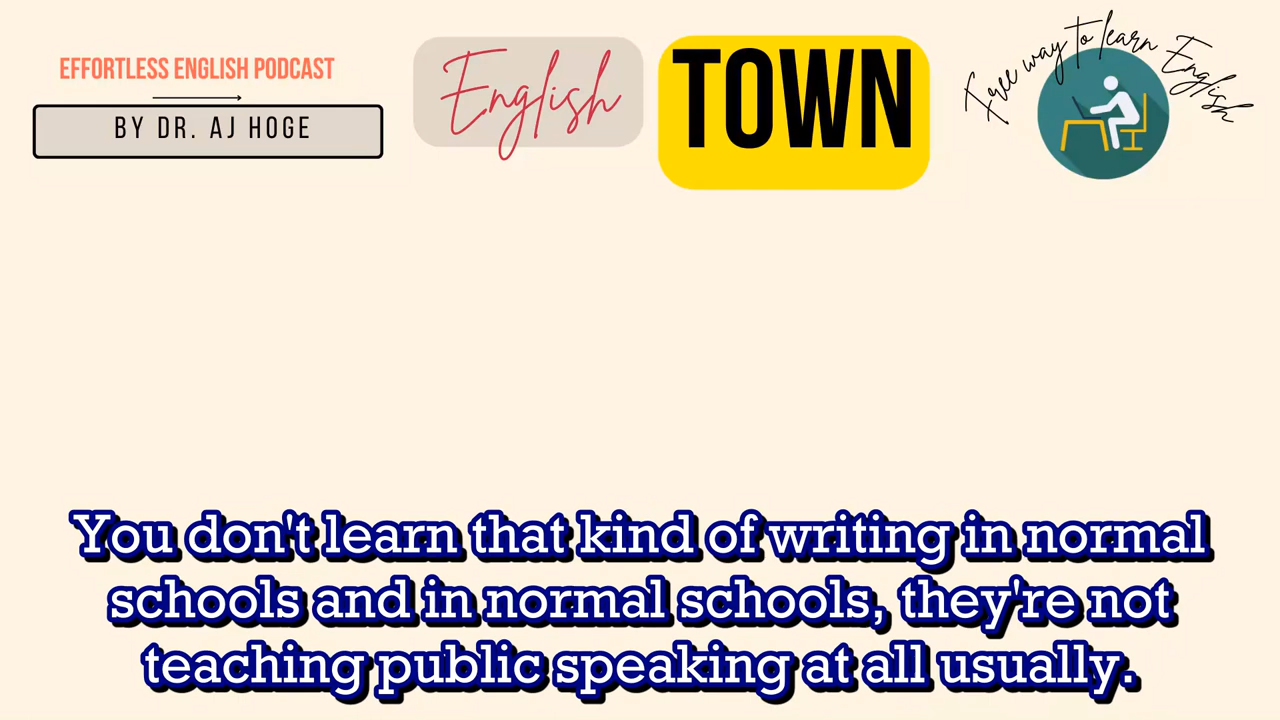 EFFORTLESS ENGLISH PODCAST
BY DR. AJ HOGE
English
TOWN
Free way to learn English
You don't learn that kind of writing in normal
schools and in normal schools, they're not
teaching public speaking at all usually.